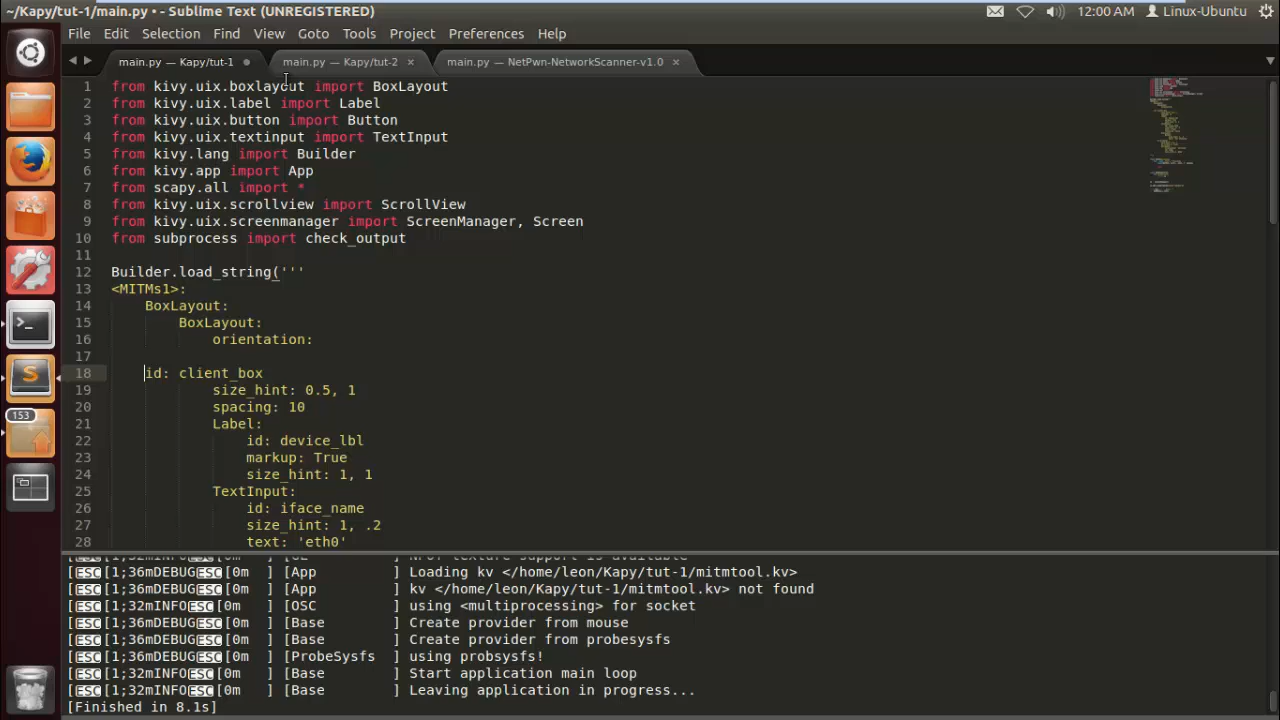 ~/Kapy/tut-1/main.py • - Sublime Text (UNREGISTERED)
12:00 AM
Linux-Ubuntu
File Edit Selection Find View Goto Tools Project Preferences Help
main.py — Kapy/tut-1
main.py — Kapy/tut-2 ×
main.py — NetPwn-NetworkScanner-v1.0 ×
1 from kivy.uix.boxlayout import BoxLayout
2 from kivy.uix.label import Label
3 from kivy.uix.button import Button
4 from kivy.uix.textinput import TextInput
5 from kivy.lang import Builder
6 from kivy.app import App
7 from scapy.all import *
8 from kivy.uix.scrollview import ScrollView
9 from kivy.uix.screenmanager import ScreenManager, Screen
10 from subprocess import check_output
11
12 Builder.load_string('''
13 <MITMs1>:
14 BoxLayout:
15 BoxLayout:
16 orientation:
17
18 id: client_box
19 size_hint: 0.5, 1
20 spacing: 10
21 Label:
22 id: device_lbl
23 markup: True
24 size_hint: 1, 1
25 TextInput:
26 id: iface_name
27 size_hint: 1, .2
28 text: 'eth0'
153
[ESC[1;36mDEBUGESC[0m ] [App ] Loading kv </home/leon/Kapy/tut-1/mitmtool.kv>
[ESC[1;36mDEBUGESC[0m ] [App ] kv </home/leon/Kapy/tut-1/mitmtool.kv> not found
[ESC[1;32mINFOESC[0m ] [OSC ] using <multiprocessing> for socket
[ESC[1;32mINFOESC[0m ] [Base ] Create provider from mouse
[ESC[1;36mDEBUGESC[0m ] [Base ] Create provider from probesysfs
[ESC[1;36mDEBUGESC[0m ] [ProbeSysfs ] using probsysfs!
[ESC[1;32mINFOESC[0m ] [Base ] Start application main loop
[ESC[1;32mINFOESC[0m ] [Base ] Leaving application in progress...
[Finished in 8.1s]